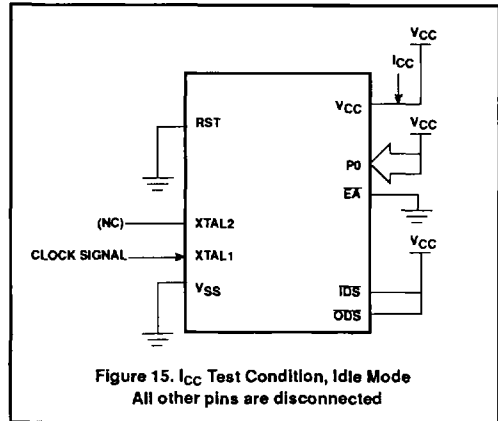 VCC
ICC
VCC
RST
VCC
P0
EA
(NC)
XTAL2
VCC
CLOCK SIGNAL
XTAL1
VSS
IDS
ODS
Figure 15. ICC Test Condition, Idle Mode
All other pins are disconnected